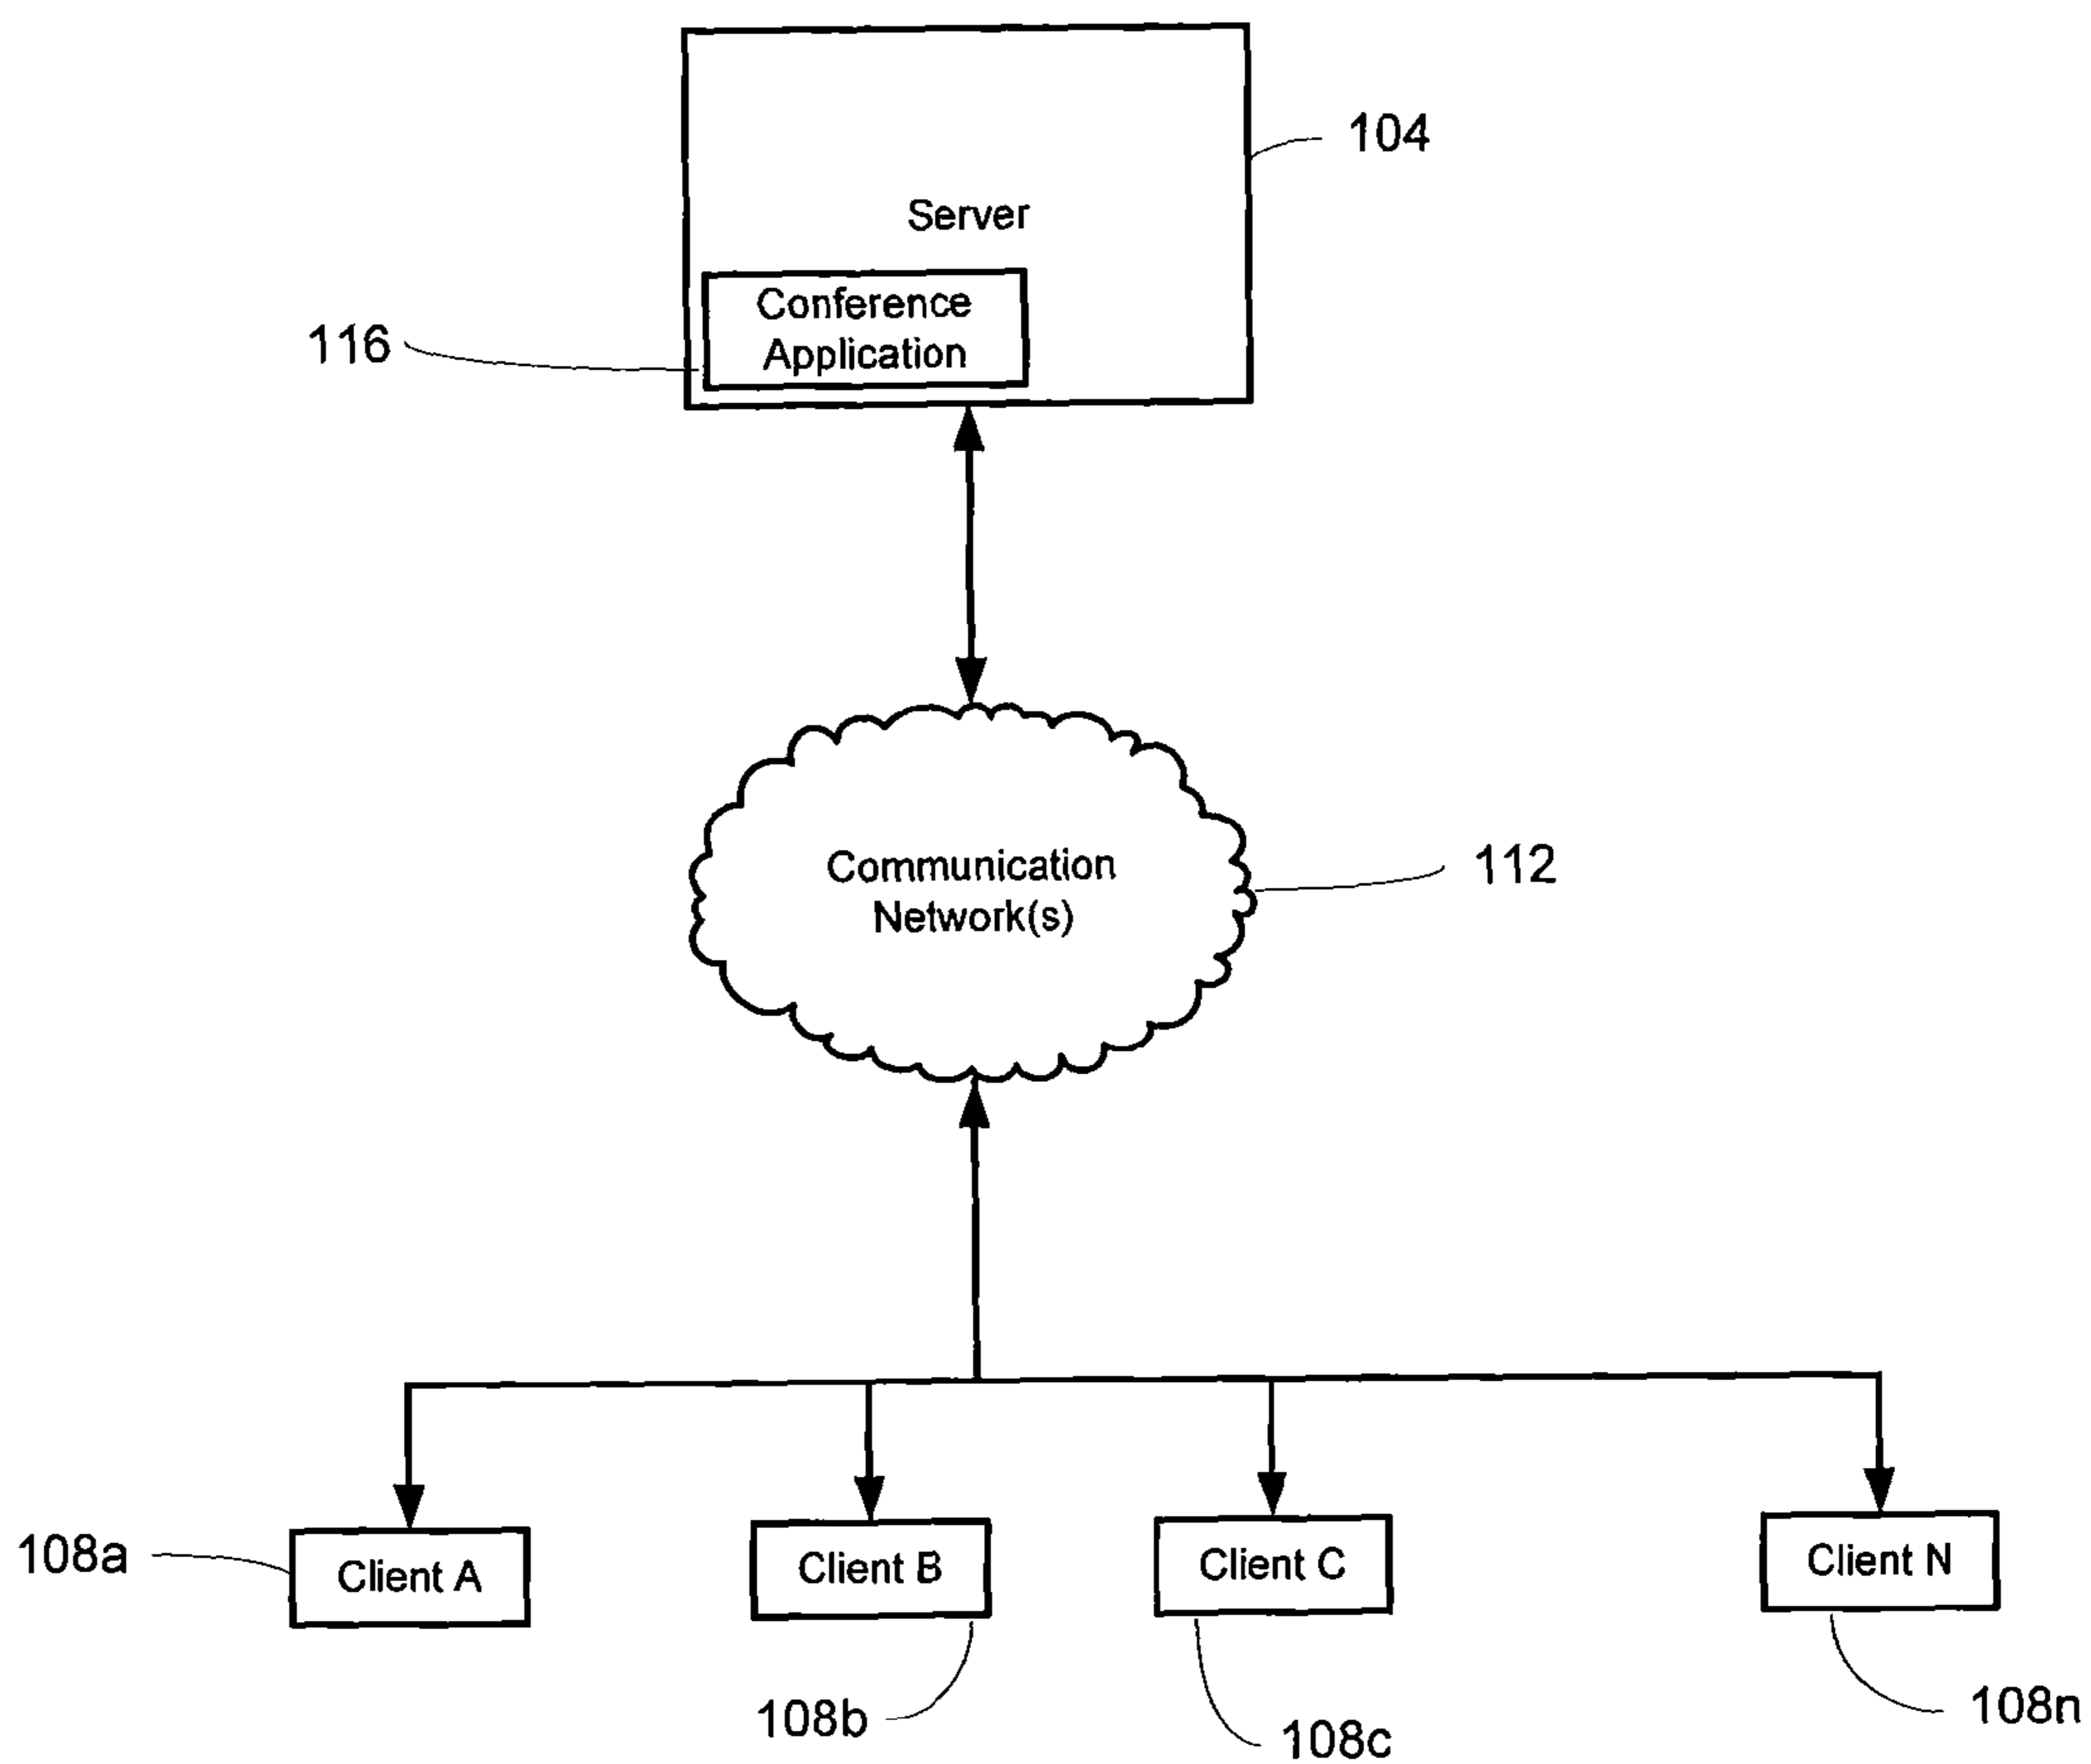 104
Server
Conference
Application
116
Communication
Network(s)
112
108a
Client A
Client B
Client C
Client N
108b
108c
108n